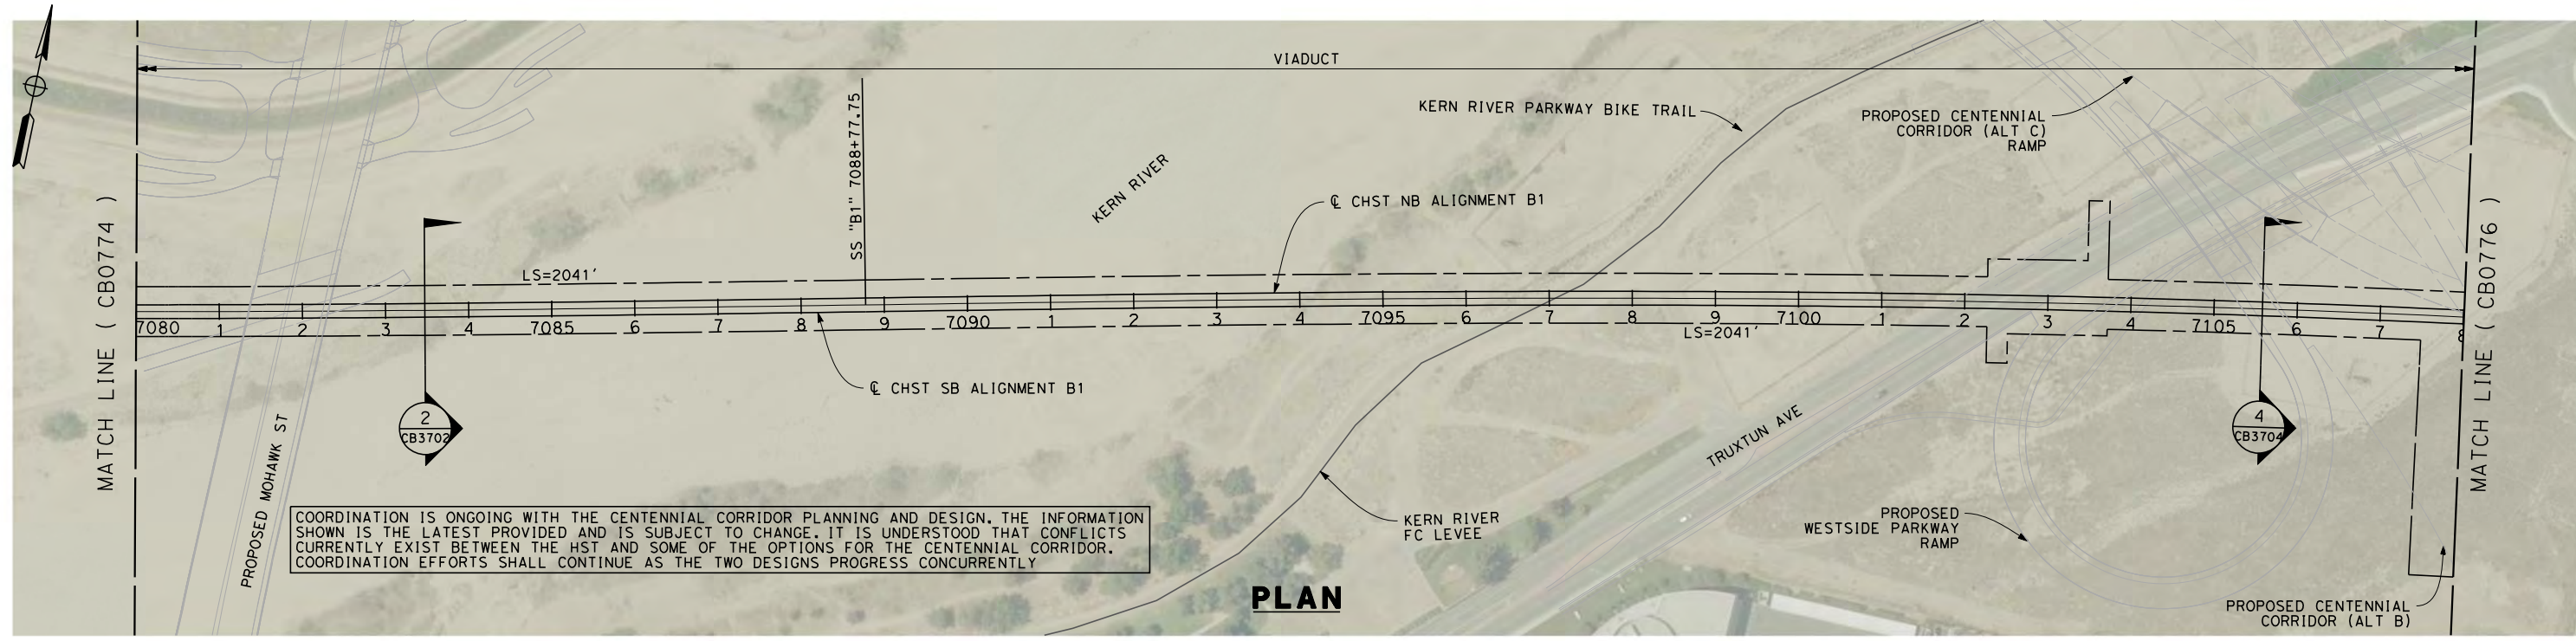 VIADUCT
KERN RIVER PARKWAY BIKE TRAIL
PROPOSED CENTENNIAL
CORRIDOR (ALT C)
RAMP
SS "B1" 7088+77.75
KERN RIVER
℄ CHST NB ALIGNMENT B1
MATCH LINE ( CB0774 )
MATCH LINE ( CB0776 )
LS=2041'
7080 1 2 3 4 7085 6 7 8 9 7090 1 2 3 4 7095 6 7 8 9 7100 1 2 3 4 7105 6 7 8
LS=2041'
℄ CHST SB ALIGNMENT B1
2
CB3702
4
CB3704
TRUXTUN AVE
PROPOSED MOHAWK ST
COORDINATION IS ONGOING WITH THE CENTENNIAL CORRIDOR PLANNING AND DESIGN. THE INFORMATION
SHOWN IS THE LATEST PROVIDED AND IS SUBJECT TO CHANGE. IT IS UNDERSTOOD THAT CONFLICTS
CURRENTLY EXIST BETWEEN THE HST AND SOME OF THE OPTIONS FOR THE CENTENNIAL CORRIDOR.
COORDINATION EFFORTS SHALL CONTINUE AS THE TWO DESIGNS PROGRESS CONCURRENTLY
KERN RIVER
FC LEVEE
PROPOSED
WESTSIDE PARKWAY
RAMP
PLAN
PROPOSED CENTENNIAL
CORRIDOR (ALT B)